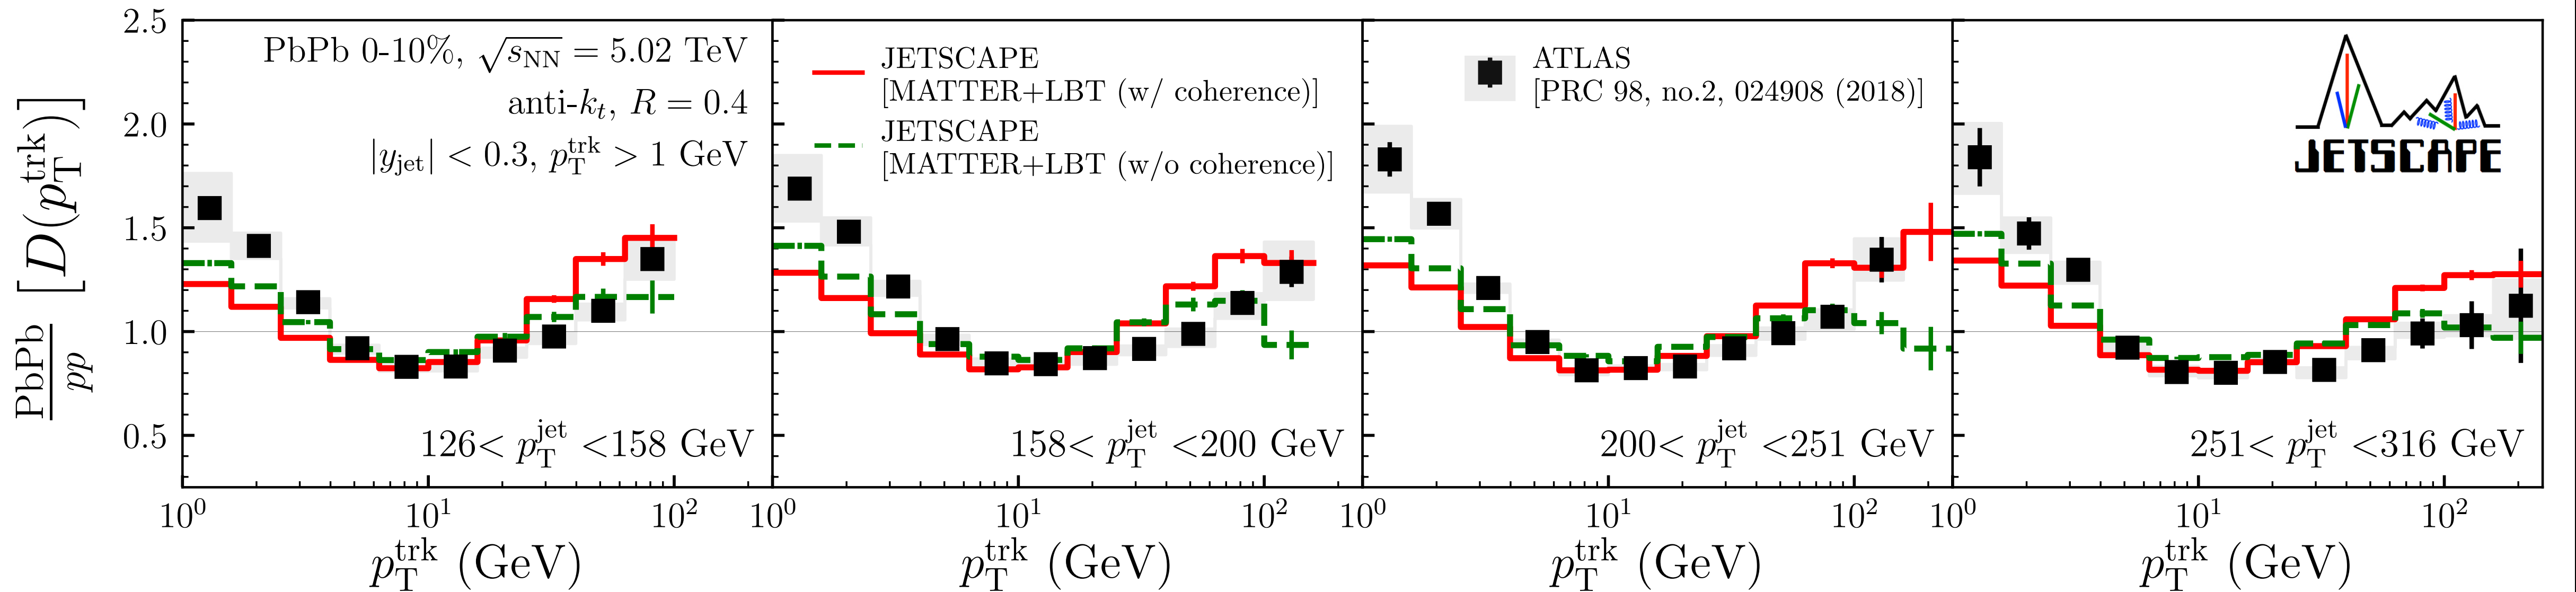 PbPb/pp [D(p_T^trk)]
2.5
2.0
1.5
1.0
0.5
PbPb 0-10%, √s_NN = 5.02 TeV
anti-k_t, R = 0.4
|y_jet| < 0.3, p_T^trk > 1 GeV
126< p_T^jet <158 GeV
10^0 10^1 10^2
p_T^trk (GeV)
JETSCAPE
[MATTER+LBT (w/ coherence)]
JETSCAPE
[MATTER+LBT (w/o coherence)]
158< p_T^jet <200 GeV
10^0 10^1 10^2
p_T^trk (GeV)
ATLAS
[PRC 98, no.2, 024908 (2018)]
200< p_T^jet <251 GeV
10^0 10^1 10^2
p_T^trk (GeV)
JETSCAPE
251< p_T^jet <316 GeV
10^0 10^1 10^2
p_T^trk (GeV)